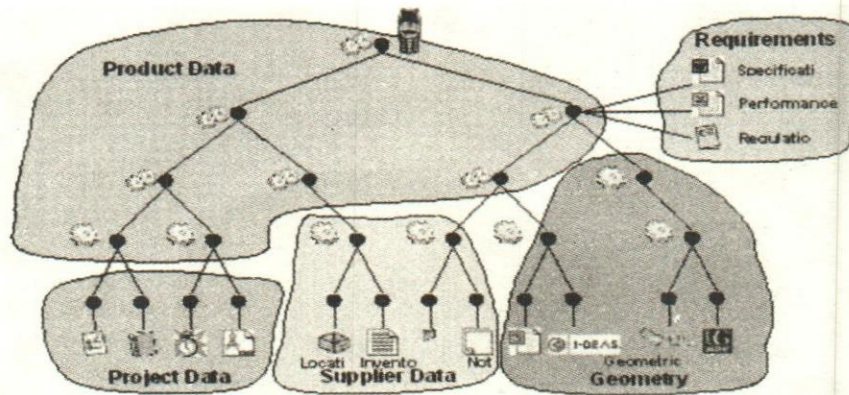 Requirements
Product Data
Specificati
Performance
Regulatio
Locati
Invento
Not
I-DEAS
Geometric
Project Data
Supplier Data
Geometry